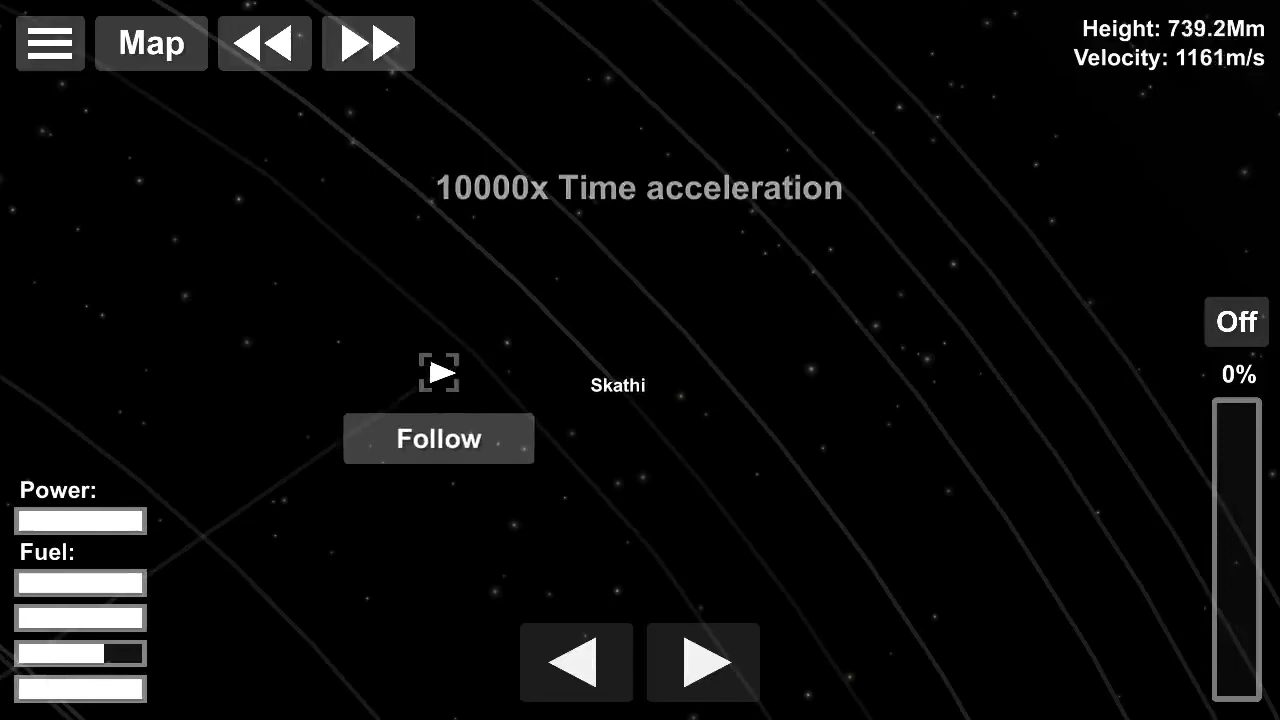 Map
Height: 739.2Mm
Velocity: 1161m/s
10000x Time acceleration
Off
0%
Skathi
Follow
Power:
Fuel: